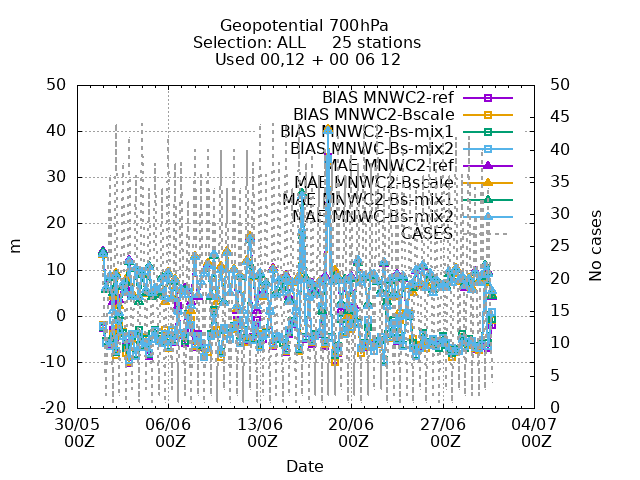 Geopotential 700hPa
Selection: ALL 25 stations
Used 00,12 + 00 06 12
50 50
45
40 40
35
30 30
25
20 20
15
10 10
5
0 0
-10
-20
BIAS MNWC2-ref
BIAS MNWC2-Bscale
BIAS MNWC2-Bs-mix1
BIAS MNWC-Bs-mix2
MAE MNWC2-ref
MAE MNWC2-Bscale
MAE MNWC2-Bs-mix1
MAE MNWC-Bs-mix2
CASES
m
No cases
30/05 06/06 13/06 20/06 27/06 04/07
00Z 00Z 00Z 00Z 00Z 00Z
Date